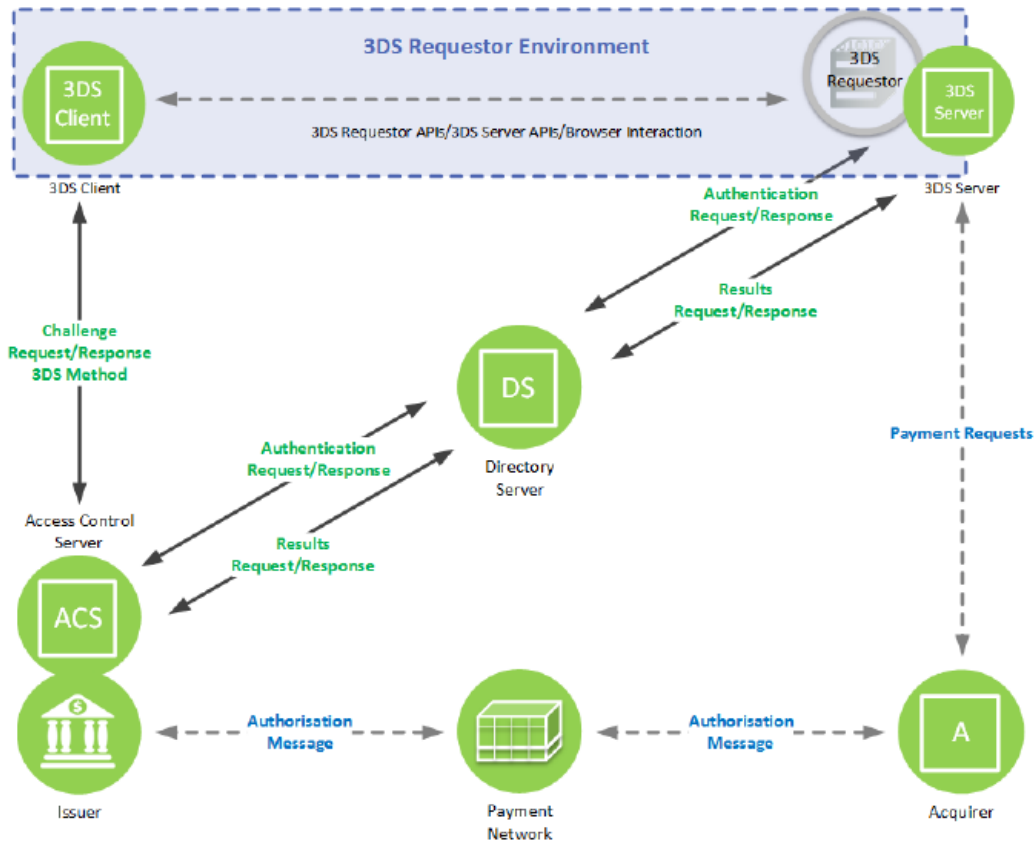 3DS Requestor Environment
3DS
Client
3DS
Requestor
3DS
Server
3DS Requestor APIs/3DS Server APIs/Browser Interaction
3DS Client
3DS Server
Authentication
Request/Response
Results
Request/Response
Challenge
Request/Response
3DS Method
DS
Directory
Server
Payment Requests
Authentication
Request/Response
Results
Request/Response
Access Control
Server
ACS
$
Authorisation
Message
Authorisation
Message
A
Issuer
Payment
Network
Acquirer